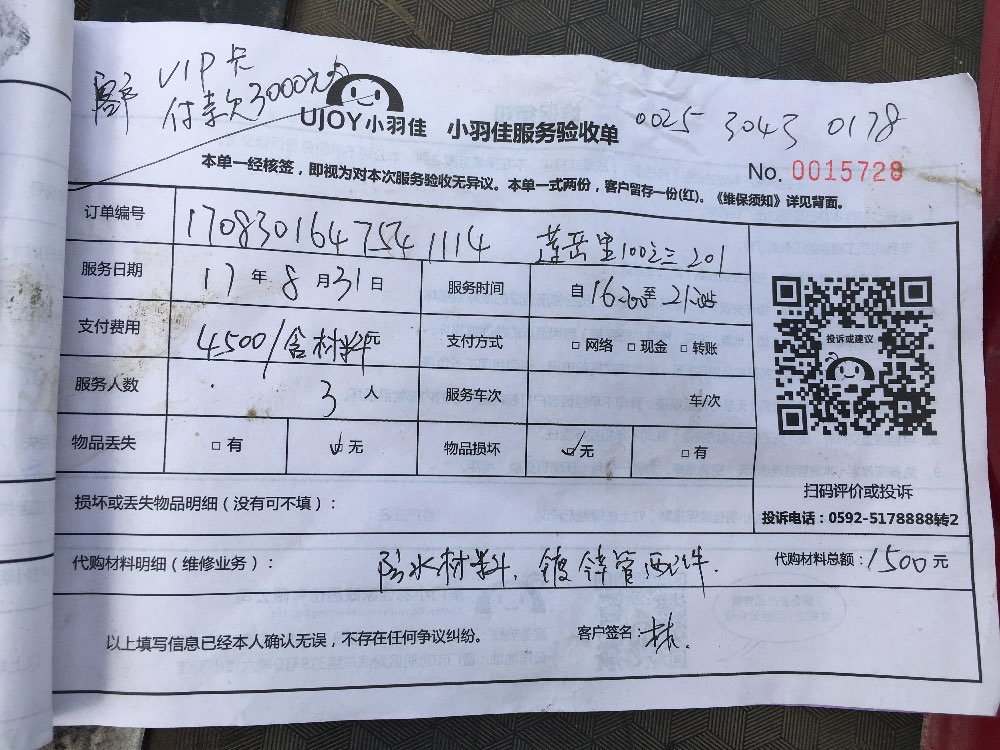 VIP卡
付款3000元
UJOY小羽佳 小羽佳服务验收单
0025 3043 0178
No. 0015728
本单一经核签，即视为对本次服务验收无异议。本单一式两份，客户留存一份(红)。《维保须知》详见背面。
订单编号 170830164754 1114 莲岳里100之三 201
服务日期 17年8月31日 服务时间 自16:00至21:00
支付费用 4500/含材料 支付方式 □网络 □现金 □转账
服务人数 3人 服务车次 车/次
物品丢失 □有 ☑无 物品损坏 ☑无 □有
投诉或建议
扫码评价或投诉
投诉电话：0592-5178888转2
损坏或丢失物品明细（没有可不填）：
代购材料明细（维修业务）： 防水材料、镀锌管配件. 代购材料总额：1500元
以上填写信息已经本人确认无误，不存在任何争议纠纷。 客户签名：林